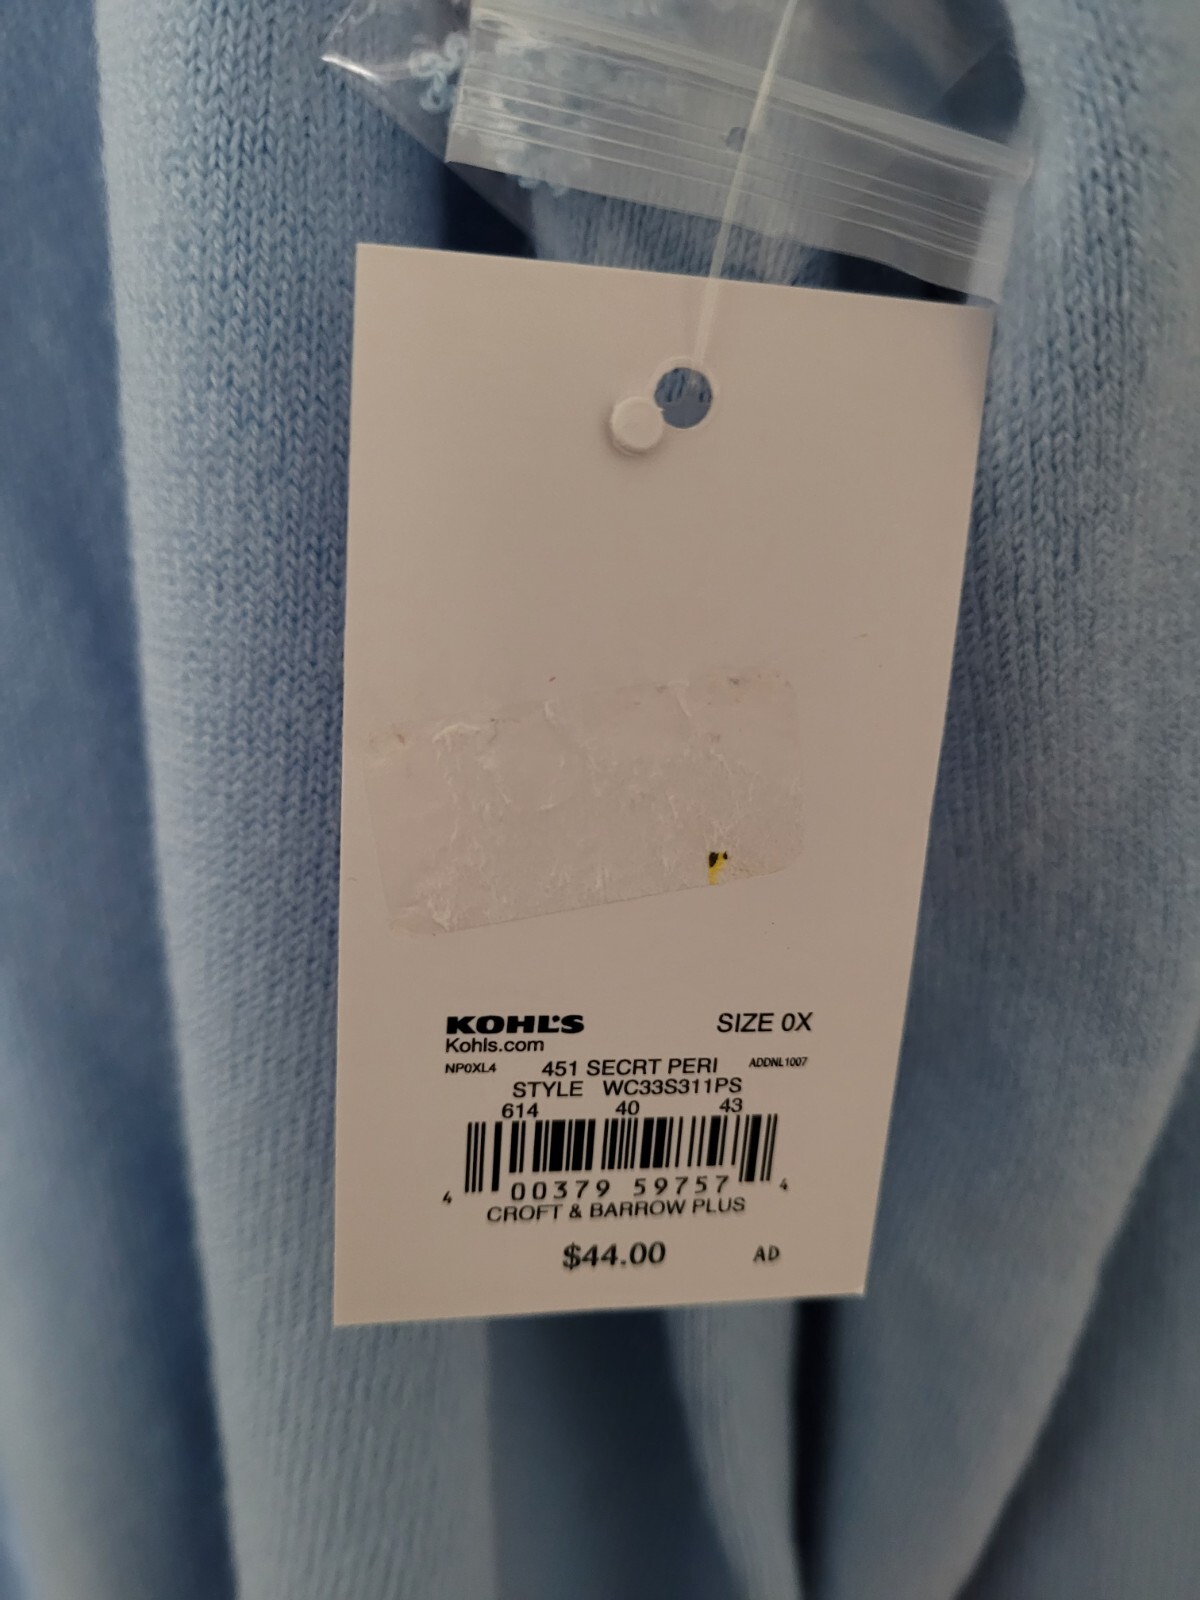 KOHL'S SIZE 0X
Kohls.com
NP0XL4 451 SECRT PERI ADDNL1007
STYLE WC33S311PS
614 40 43
4 00379 59757 4
CROFT & BARROW PLUS
$44.00 AD